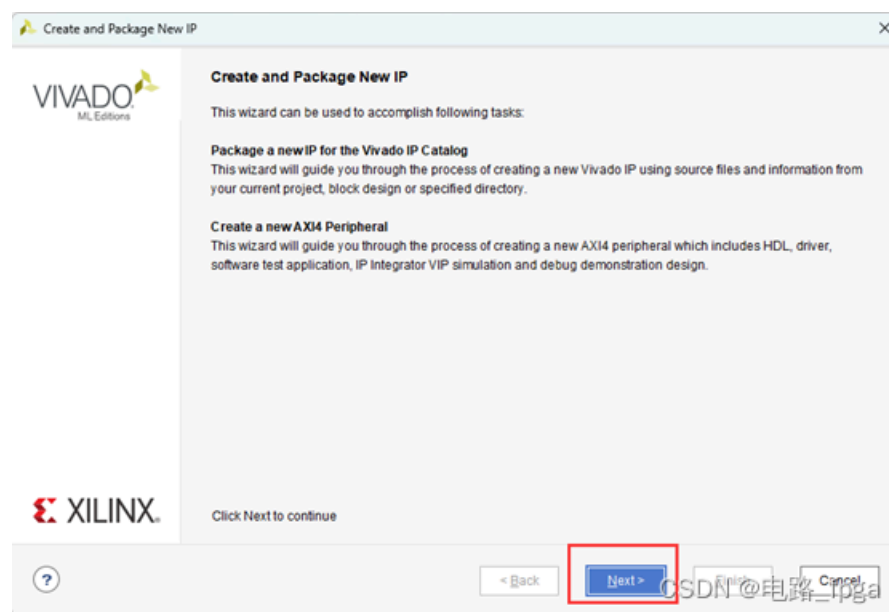 Create and Package New IP
VIVADO
ML Editions
Create and Package New IP
This wizard can be used to accomplish following tasks:
Package a new IP for the Vivado IP Catalog
This wizard will guide you through the process of creating a new Vivado IP using source files and information from
your current project, block design or specified directory.
Create a new AXI4 Peripheral
This wizard will guide you through the process of creating a new AXI4 peripheral which includes HDL, driver,
software test application, IP Integrator VIP simulation and debug demonstration design.
XILINX
Click Next to continue
?
< Back
Next >
Finish
Cancel
CSDN @电路_fpga